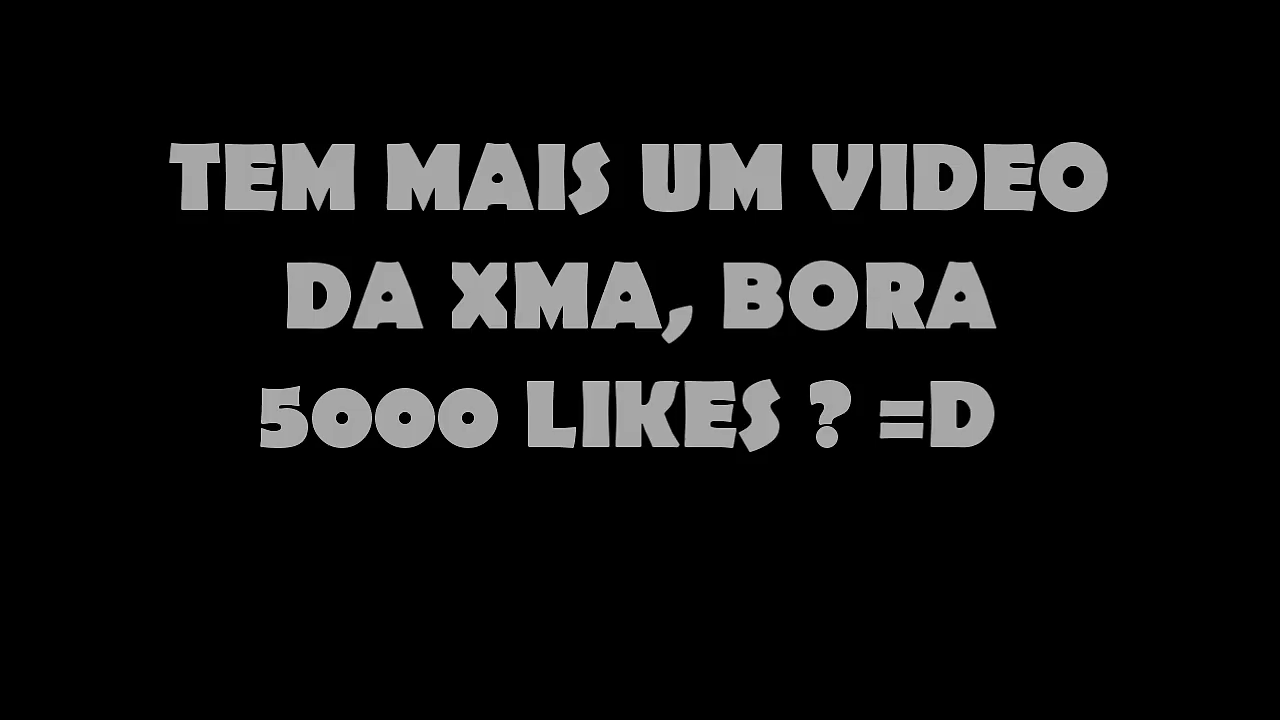 TEM MAIS UM VIDEO
DA XMA, BORA
5000 LIKES ? =D